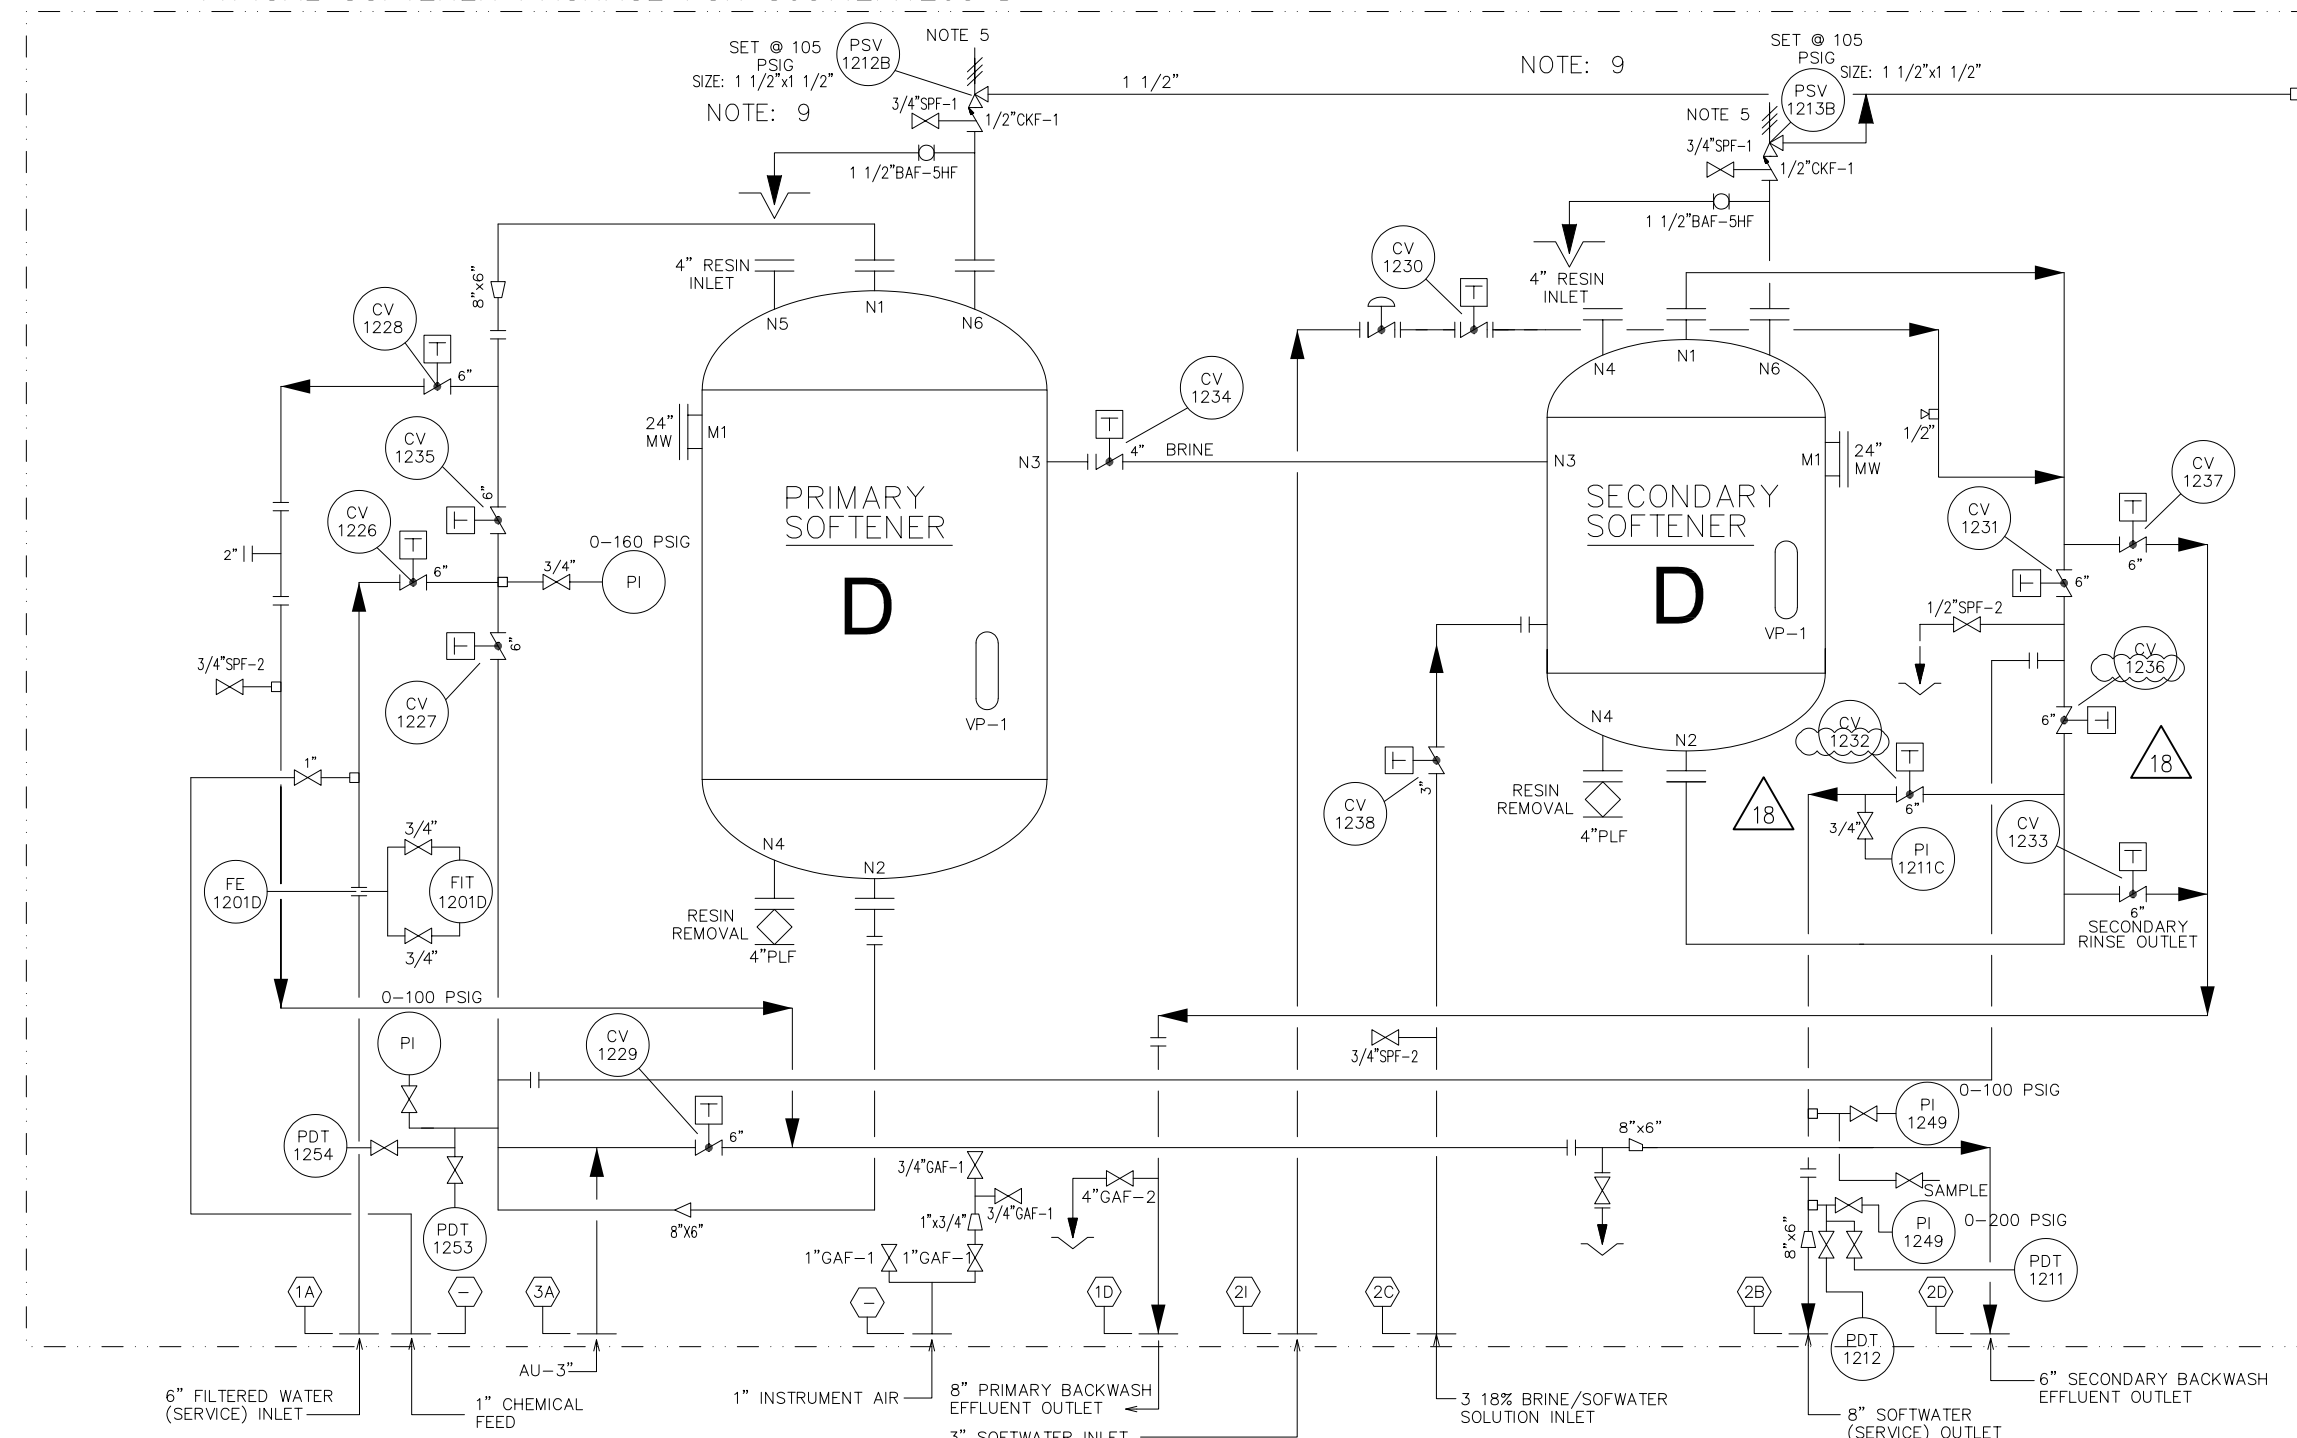 NOTE 5
SET @ 105
PSIG
SIZE: 1 1/2"x1 1/2"
NOTE: 9
PSV
1212B
3/4"SPF-1
1/2"CKF-1
1 1/2"
1 1/2"BAF-5HF
NOTE: 9
SET @ 105
PSIG
SIZE: 1 1/2"x1 1/2"
PSV
1213B
NOTE 5
3/4"SPF-1
1/2"CKF-1
1 1/2"BAF-5HF
8"x6"
4" RESIN
INLET
N5
N1
N6
CV
1228
T
6"
CV
1235
6"
T
CV
1226
T
6"
2"
3/4"
0-160 PSIG
PI
T
6"
CV
1227
3/4"SPF-2
1"
24"
MW
M1
N3
PRIMARY
SOFTENER
D
VP-1
N4
N2
RESIN
REMOVAL
4"PLF
CV
1234
T
4"
BRINE
CV
1230
T
4" RESIN
INLET
N4
N1
N6
N3
M1
24"
MW
SECONDARY
SOFTENER
D
VP-1
N4
N2
RESIN
REMOVAL
4"PLF
1/2"
CV
1237
T
6"
CV
1231
T
6"
1/2"SPF-2
CV
1236
6"
T
18
CV
1232
T
6"
18
3/4"
PI
1211C
CV
1233
T
6"
SECONDARY
RINSE OUTLET
T
3"
CV
1238
3/4"
FE
1201D
FIT
1201D
3/4"
0-100 PSIG
PI
CV
1229
T
6"
3/4"SPF-2
PDT
1254
PDT
1253
8"X6"
3/4"GAF-1
3/4"GAF-1
1"x3/4"
1"GAF-1
1"GAF-1
4"GAF-2
8"x6"
PI
1249
0-100 PSIG
SAMPLE
PI
1249
0-200 PSIG
8"x6"
PDT
1211
PDT
1212
1A
-
3A
-
1D
2I
2C
2B
2D
6" FILTERED WATER
(SERVICE) INLET
1" CHEMICAL
FEED
AU-3"
1" INSTRUMENT AIR
8" PRIMARY BACKWASH
EFFLUENT OUTLET
3" SOFTWATER INLET
3 18% BRINE/SOFWATER
SOLUTION INLET
8" SOFTWATER
(SERVICE) OUTLET
6" SECONDARY BACKWASH
EFFLUENT OUTLET